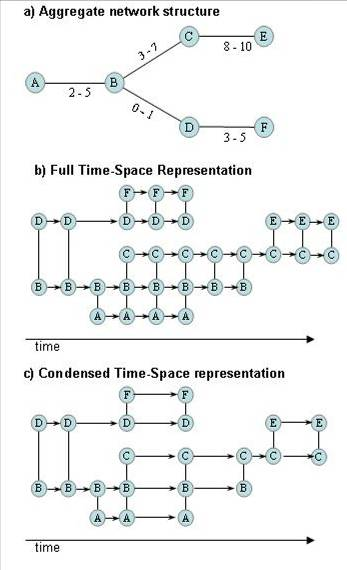 a) Aggregate network structure
C E
3 - 7 8 - 10
A B
2 - 5
0 - 1
D F
3 - 5
b) Full Time-Space Representation
F F F
D D D D D E E E
C C C C C C C C
B B B B B B B B
A A A A
time
c) Condensed Time-Space representation
F F
D D D D E E
C C C C C
B B B B B B
A A A
time